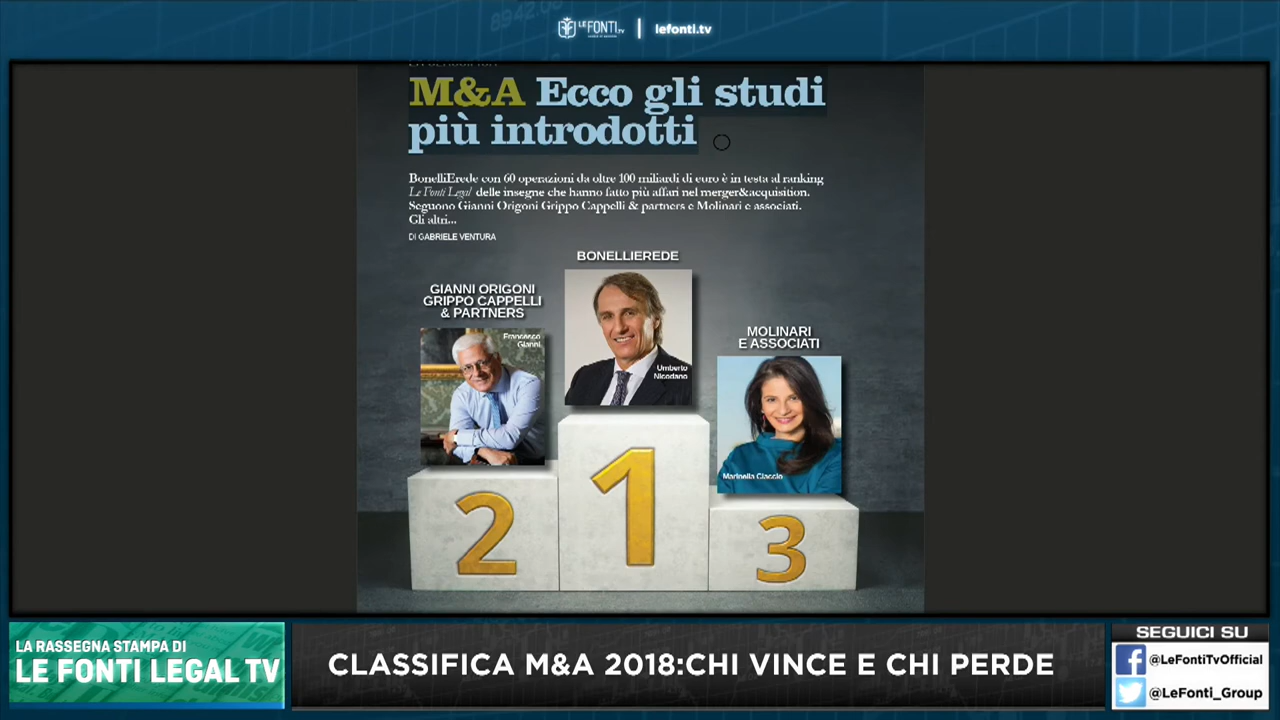 LE FONTI.TV
lefonti.tv
M&A Ecco gli studi
più introdotti
BonelliErede con 60 operazioni da oltre 100 miliardi di euro è in testa al ranking
Le Fonti Legal delle insegne che hanno fatto più affari nel merger&acquisition.
Seguono Gianni Origoni Grippo Cappelli & partners e Molinari e associati.
Gli altri...
DI GABRIELE VENTURA
BONELLIEREDE
GIANNI ORIGONI
GRIPPO CAPPELLI
& PARTNERS
MOLINARI
E ASSOCIATI
Francesco
Gianni
Umberto
Nicodano
Marinella Ciaccio
1
2
3
LA RASSEGNA STAMPA DI
LE FONTI LEGAL TV
CLASSIFICA M&A 2018:CHI VINCE E CHI PERDE
SEGUICI SU
@LeFontiTvOfficial
@LeFonti_Group